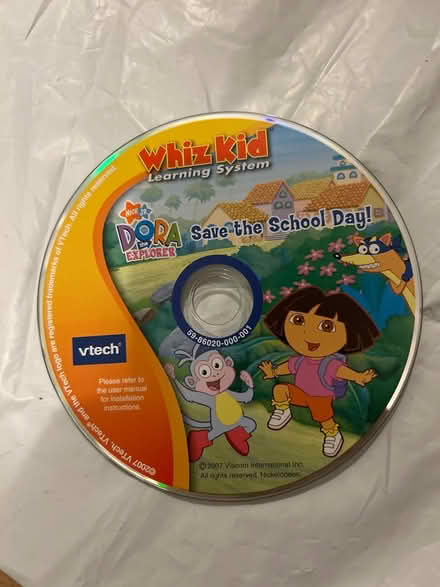 Whiz Kid
Learning System
NICK JR.
DORA
the
EXPLORER
Save the School Day!
vtech®
Please refer to
the user manual
for installation
instructions.
59-86020-000-001
©2007 Viacom International Inc.
All rights reserved. Nickelodeon.
©2007 VTech. VTech® and the VTech logo are registered trademarks of VTech. All rights reserved.